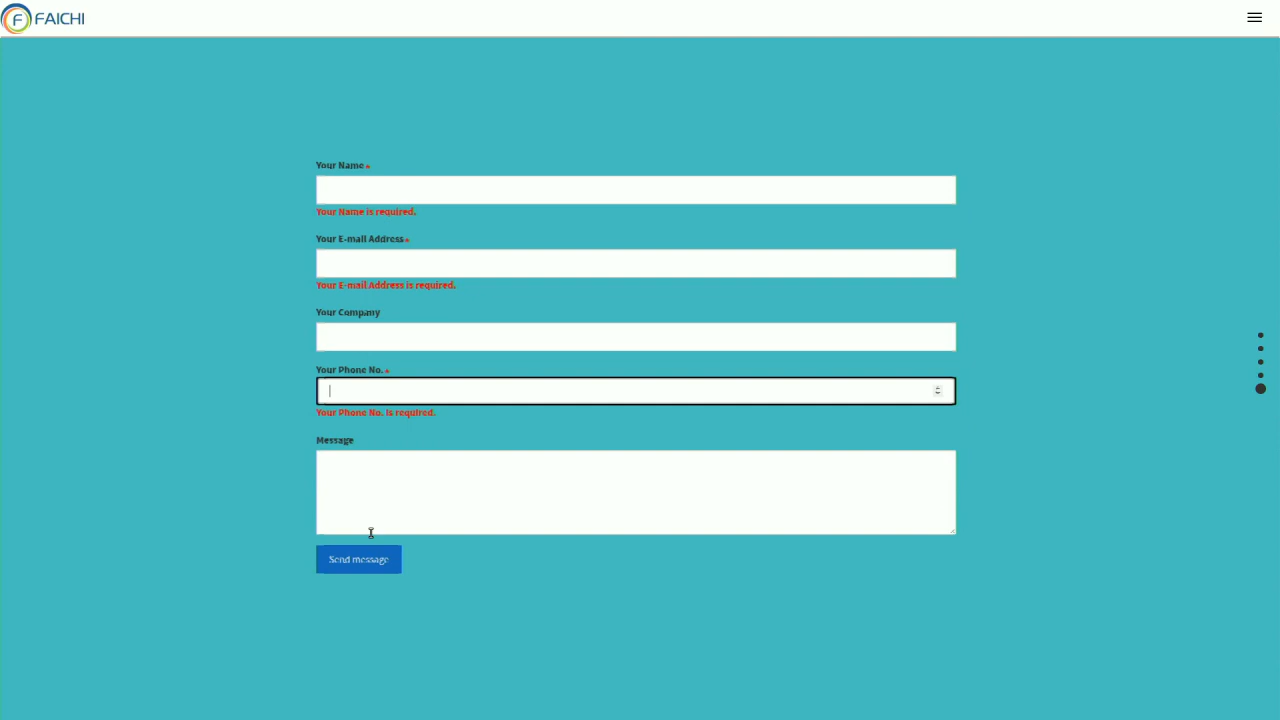 F FAICHI
Your Name *
Your Name is required.
Your E-mail Address *
Your E-mail Address is required.
Your Company
Your Phone No. *
Your Phone No. is required.
Message
Send message